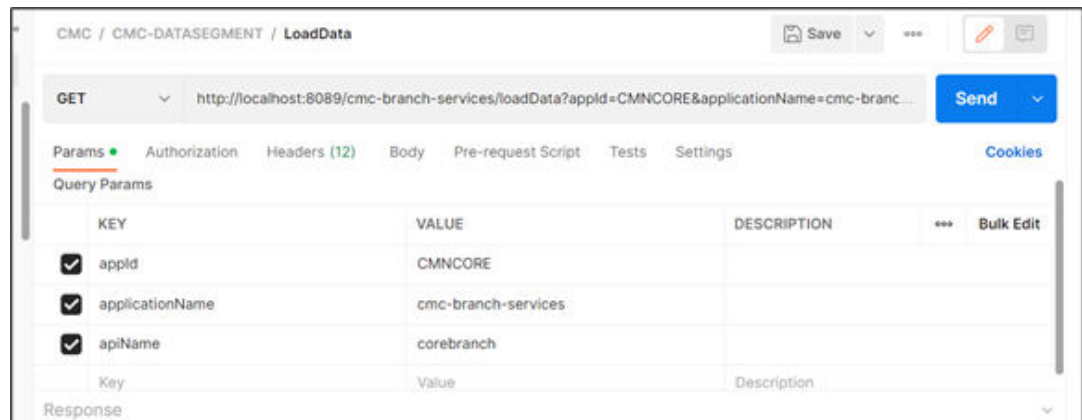 CMC / CMC-DATASEGMENT / LoadData Save
GET http://localhost:8089/cmc-branch-services/loadData?appId=CMNCORE&applicationName=cmc-branc... Send
Params Authorization Headers (12) Body Pre-request Script Tests Settings Cookies
Query Params
KEY VALUE DESCRIPTION Bulk Edit
appId CMNCORE
applicationName cmc-branch-services
apiName corebranch
Key Value Description
Response